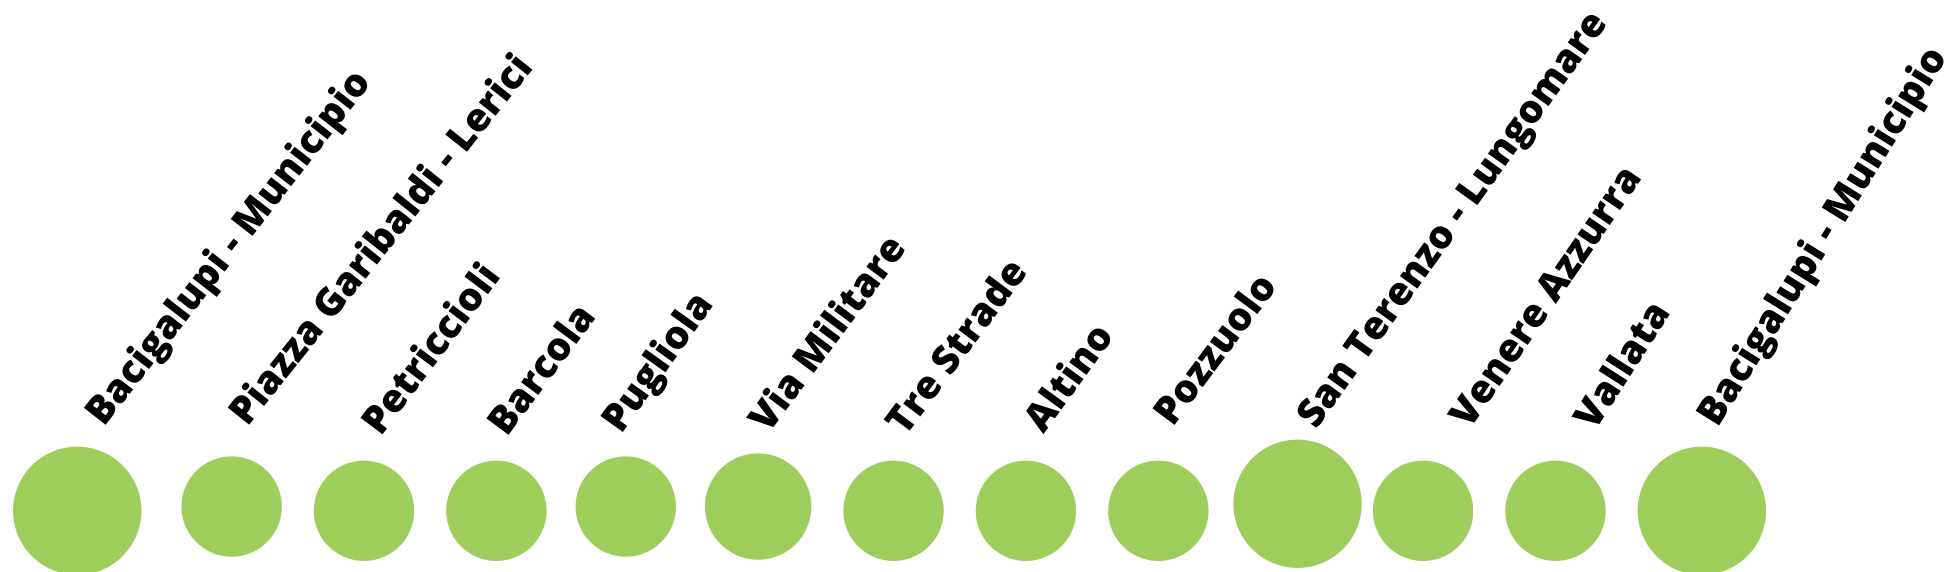 Bacigalupi - Municipio
Piazza Garibaldi - Lerici
Petriccioli
Barcola
Pugliola
Via Militare
Tre Strade
Altino
Pozzuolo
San Terenzo - Lungomare
Venere Azzurra
Vallata
Bacigalupi - Municipio